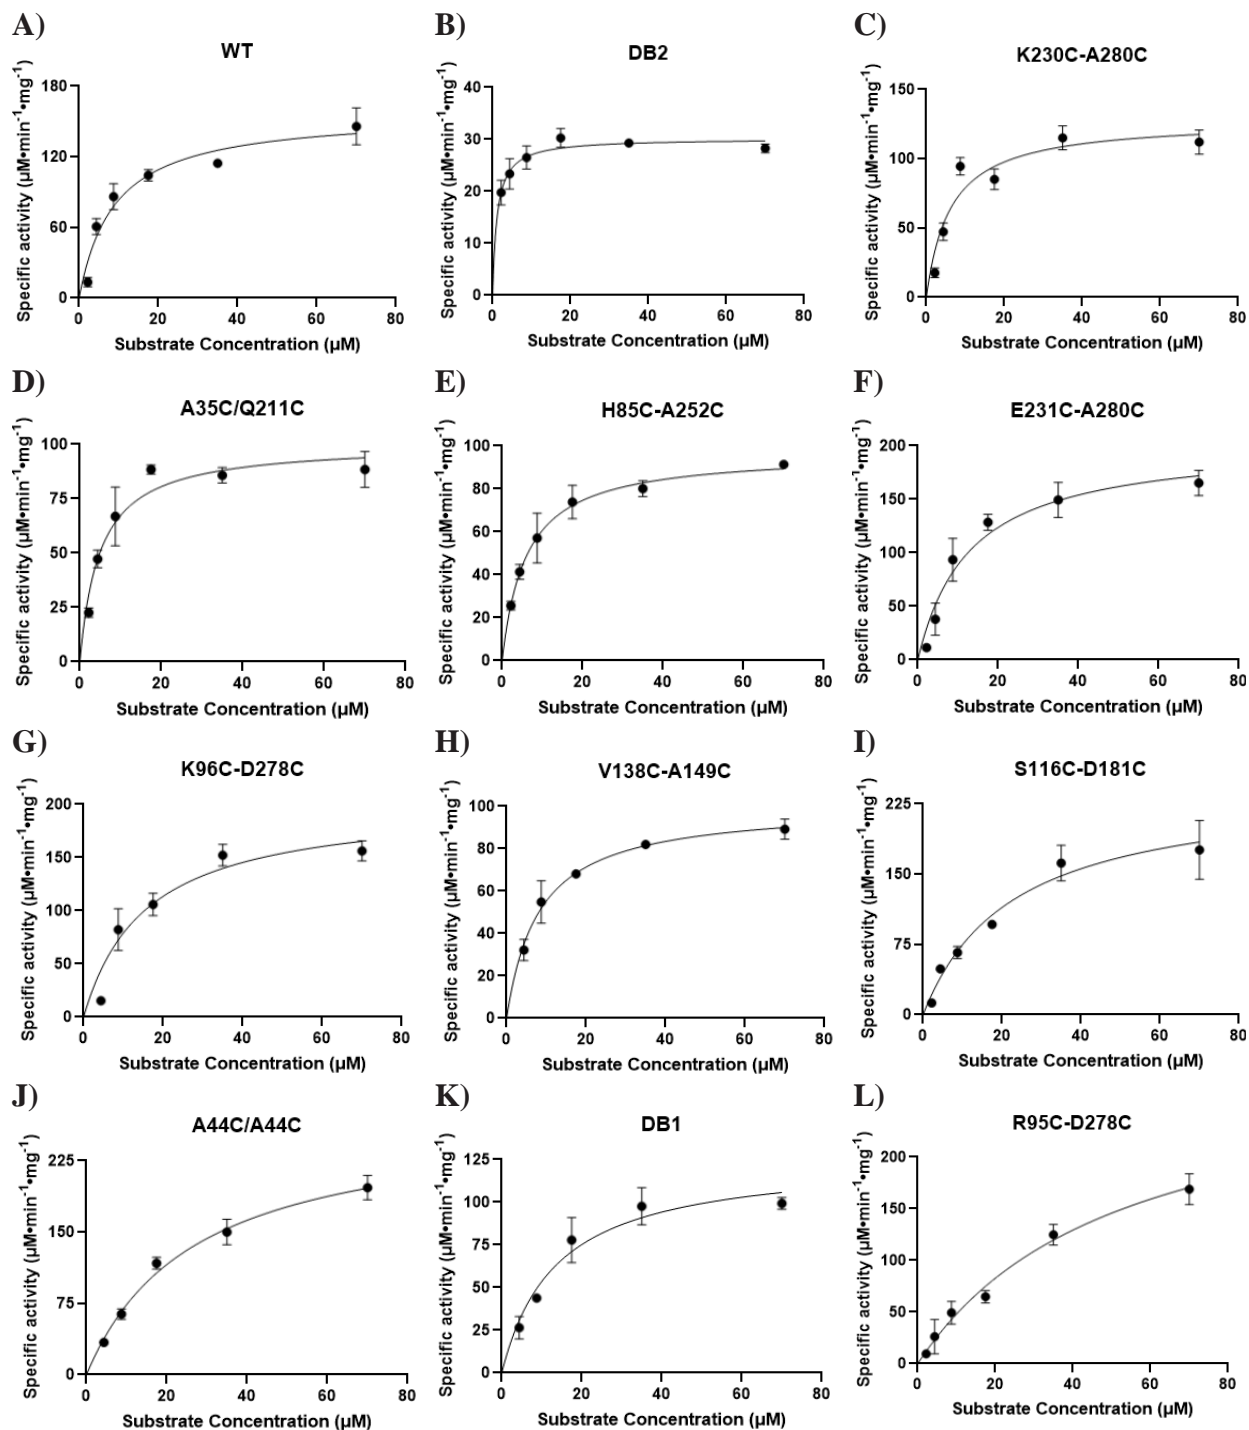 A)
WT
Specific activity (µM•min⁻¹•mg⁻¹)
180
120
60
0
0 20 40 60 80
Substrate Concentration (µM)
B)
DB2
Specific activity (µM•min⁻¹•mg⁻¹)
40
30
20
10
0
0 20 40 60 80
Substrate Concentration (µM)
C)
K230C-A280C
Specific activity (µM•min⁻¹•mg⁻¹)
150
100
50
0
0 20 40 60 80
Substrate Concentration (µM)
D)
A35C/Q211C
Specific activity (µM•min⁻¹•mg⁻¹)
100
75
50
25
0
0 20 40 60 80
Substrate Concentration (µM)
E)
H85C-A252C
Specific activity (µM•min⁻¹•mg⁻¹)
100
80
60
40
20
0
0 20 40 60 80
Substrate Concentration (µM)
F)
E231C-A280C
Specific activity (µM•min⁻¹•mg⁻¹)
200
150
100
50
0
0 20 40 60 80
Substrate Concentration (µM)
G)
K96C-D278C
Specific activity (µM•min⁻¹•mg⁻¹)
200
150
100
50
0
0 20 40 60 80
Substrate Concentration (µM)
H)
V138C-A149C
Specific activity (µM•min⁻¹•mg⁻¹)
100
80
60
40
20
0
0 20 40 60 80
Substrate Concentration (µM)
I)
S116C-D181C
Specific activity (µM•min⁻¹•mg⁻¹)
225
150
75
0
0 20 40 60 80
Substrate Concentration (µM)
J)
A44C/A44C
Specific activity (µM•min⁻¹•mg⁻¹)
225
150
75
0
0 20 40 60 80
Substrate Concentration (µM)
K)
DB1
Specific activity (µM•min⁻¹•mg⁻¹)
125
100
75
50
25
0
0 20 40 60 80
Substrate Concentration (µM)
L)
R95C-D278C
Specific activity (µM•min⁻¹•mg⁻¹)
200
150
100
50
0
0 20 40 60 80
Substrate Concentration (µM)